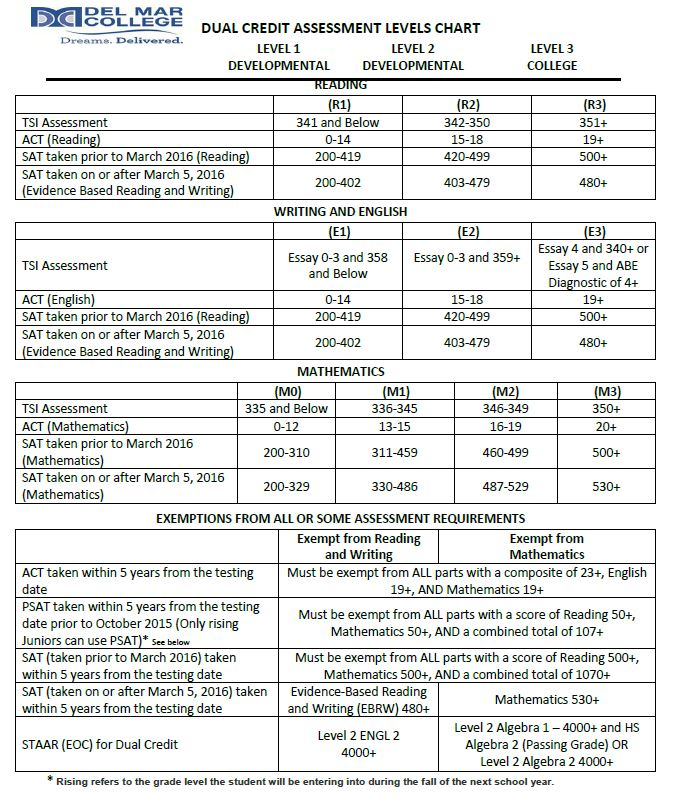 DEL MAR
COLLEGE
Dreams. Delivered.
DUAL CREDIT ASSESSMENT LEVELS CHART
LEVEL 1 LEVEL 2 LEVEL 3
DEVELOPMENTAL DEVELOPMENTAL COLLEGE
READING
(R1) (R2) (R3)
TSI Assessment 341 and Below 342-350 351+
ACT (Reading) 0-14 15-18 19+
SAT taken prior to March 2016 (Reading) 200-419 420-499 500+
SAT taken on or after March 5, 2016
(Evidence Based Reading and Writing) 200-402 403-479 480+
WRITING AND ENGLISH
(E1) (E2) (E3)
TSI Assessment Essay 0-3 and 358 Essay 0-3 and 359+ Essay 4 and 340+ or
and Below Essay 5 and ABE
Diagnostic of 4+
ACT (English) 0-14 15-18 19+
SAT taken prior to March 2016 (Reading) 200-419 420-499 500+
SAT taken on or after March 5, 2016
(Evidence Based Reading and Writing) 200-402 403-479 480+
MATHEMATICS
(M0) (M1) (M2) (M3)
TSI Assessment 335 and Below 336-345 346-349 350+
ACT (Mathematics) 0-12 13-15 16-19 20+
SAT taken prior to March 2016
(Mathematics) 200-310 311-459 460-499 500+
SAT taken on or after March 5, 2016
(Mathematics) 200-329 330-486 487-529 530+
EXEMPTIONS FROM ALL OR SOME ASSESSMENT REQUIREMENTS
Exempt from Reading Exempt from
and Writing Mathematics
ACT taken within 5 years from the testing Must be exempt from ALL parts with a composite of 23+, English
date 19+, AND Mathematics 19+
PSAT taken within 5 years from the testing
date prior to October 2015 (Only rising Must be exempt from ALL parts with a score of Reading 50+,
Juniors can use PSAT)* See below Mathematics 50+, AND a combined total of 107+
SAT (taken prior to March 2016) taken Must be exempt from ALL parts with a score of Reading 500+,
within 5 years from the testing date Mathematics 500+, AND a combined total of 1070+
SAT (taken on or after March 5, 2016) taken Evidence-Based Reading Mathematics 530+
within 5 years from the testing date and Writing (EBRW) 480+
STAAR (EOC) for Dual Credit Level 2 ENGL 2 Level 2 Algebra 1 – 4000+ and HS
4000+ Algebra 2 (Passing Grade) OR
Level 2 Algebra 2 4000+
* Rising refers to the grade level the student will be entering into during the fall of the next school year.